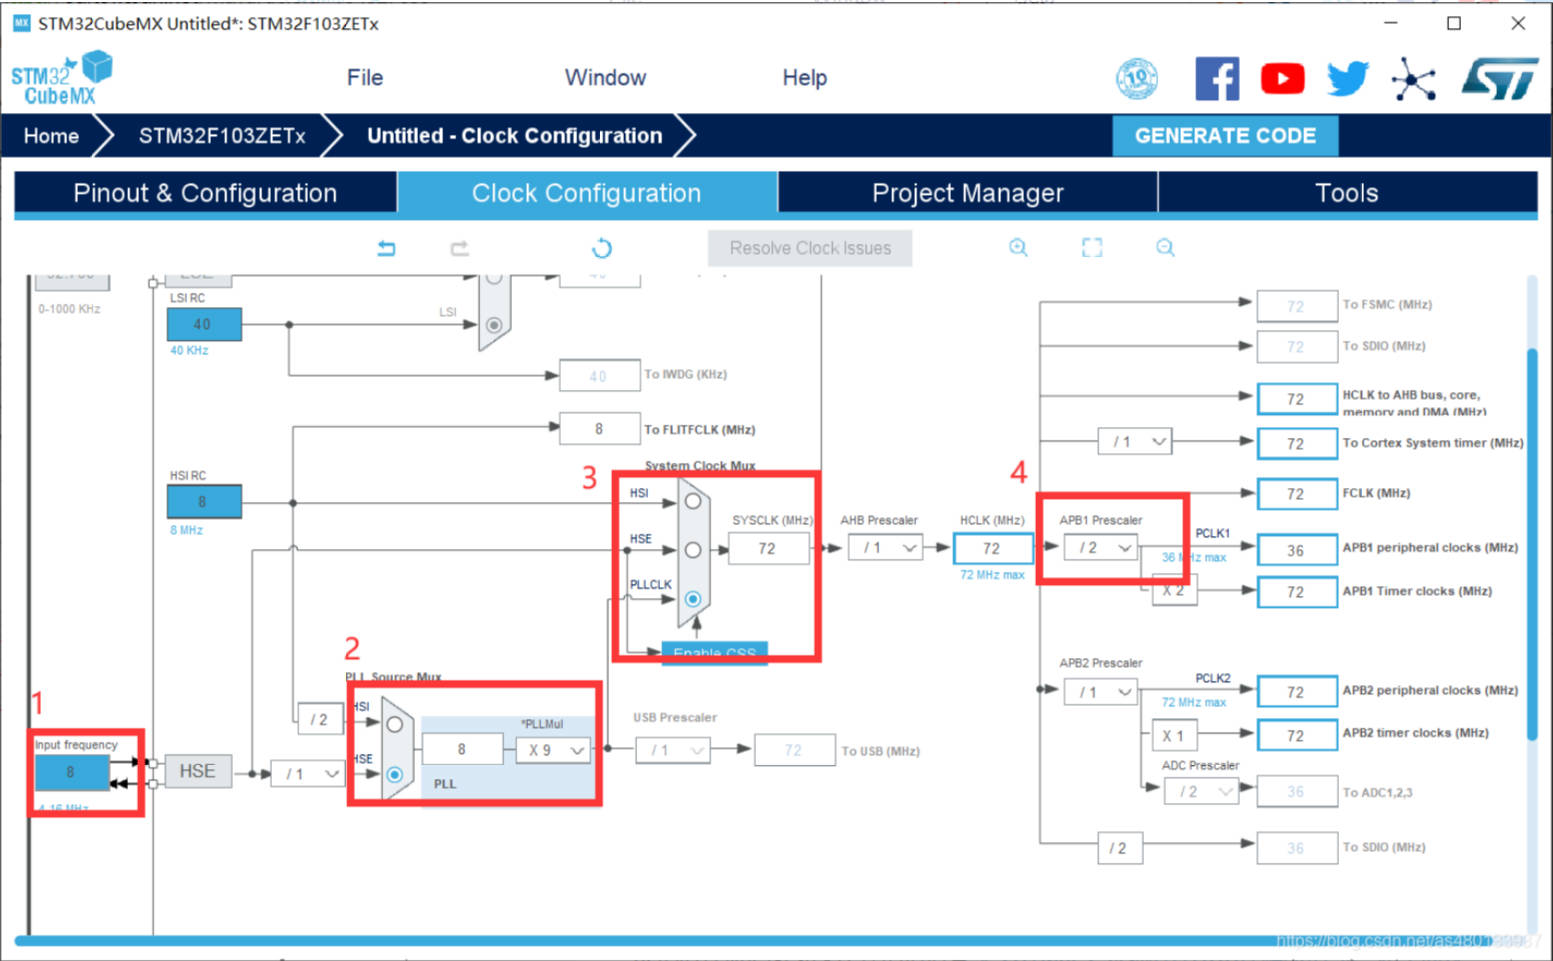 MX STM32CubeMX Untitled*: STM32F103ZETx
STM32
CubeMX
File
Window
Help
10
ST
Home
STM32F103ZETx
Untitled - Clock Configuration
GENERATE CODE
Pinout & Configuration
Clock Configuration
Project Manager
Tools
Resolve Clock Issues
0-1000 KHz
LSI RC
40
40 KHz
LSI
40
To IWDG (KHz)
8
To FLITFCLK (MHz)
HSI RC
8
8 MHz
3
System Clock Mux
HSI
HSE
PLLCLK
Enable CSS
SYSCLK (MHz)
72
AHB Prescaler
/ 1
HCLK (MHz)
72
72 MHz max
4
APB1 Prescaler
/ 2
PCLK1
36 MHz max
X 2
72
To FSMC (MHz)
72
To SDIO (MHz)
72
HCLK to AHB bus, core,
memory and DMA (MHz)
/ 1
72
To Cortex System timer (MHz)
72
FCLK (MHz)
36
APB1 peripheral clocks (MHz)
72
APB1 Timer clocks (MHz)
APB2 Prescaler
/ 1
PCLK2
72 MHz max
72
APB2 peripheral clocks (MHz)
X 1
72
APB2 timer clocks (MHz)
ADC Prescaler
/ 2
36
To ADC1,2,3
/ 2
36
To SDIO (MHz)
1
Input frequency
8
4-16 MHz
HSE
/ 1
/ 2
2
PLL Source Mux
HSI
HSE
8
*PLLMul
X 9
PLL
USB Prescaler
/ 1
72
To USB (MHz)